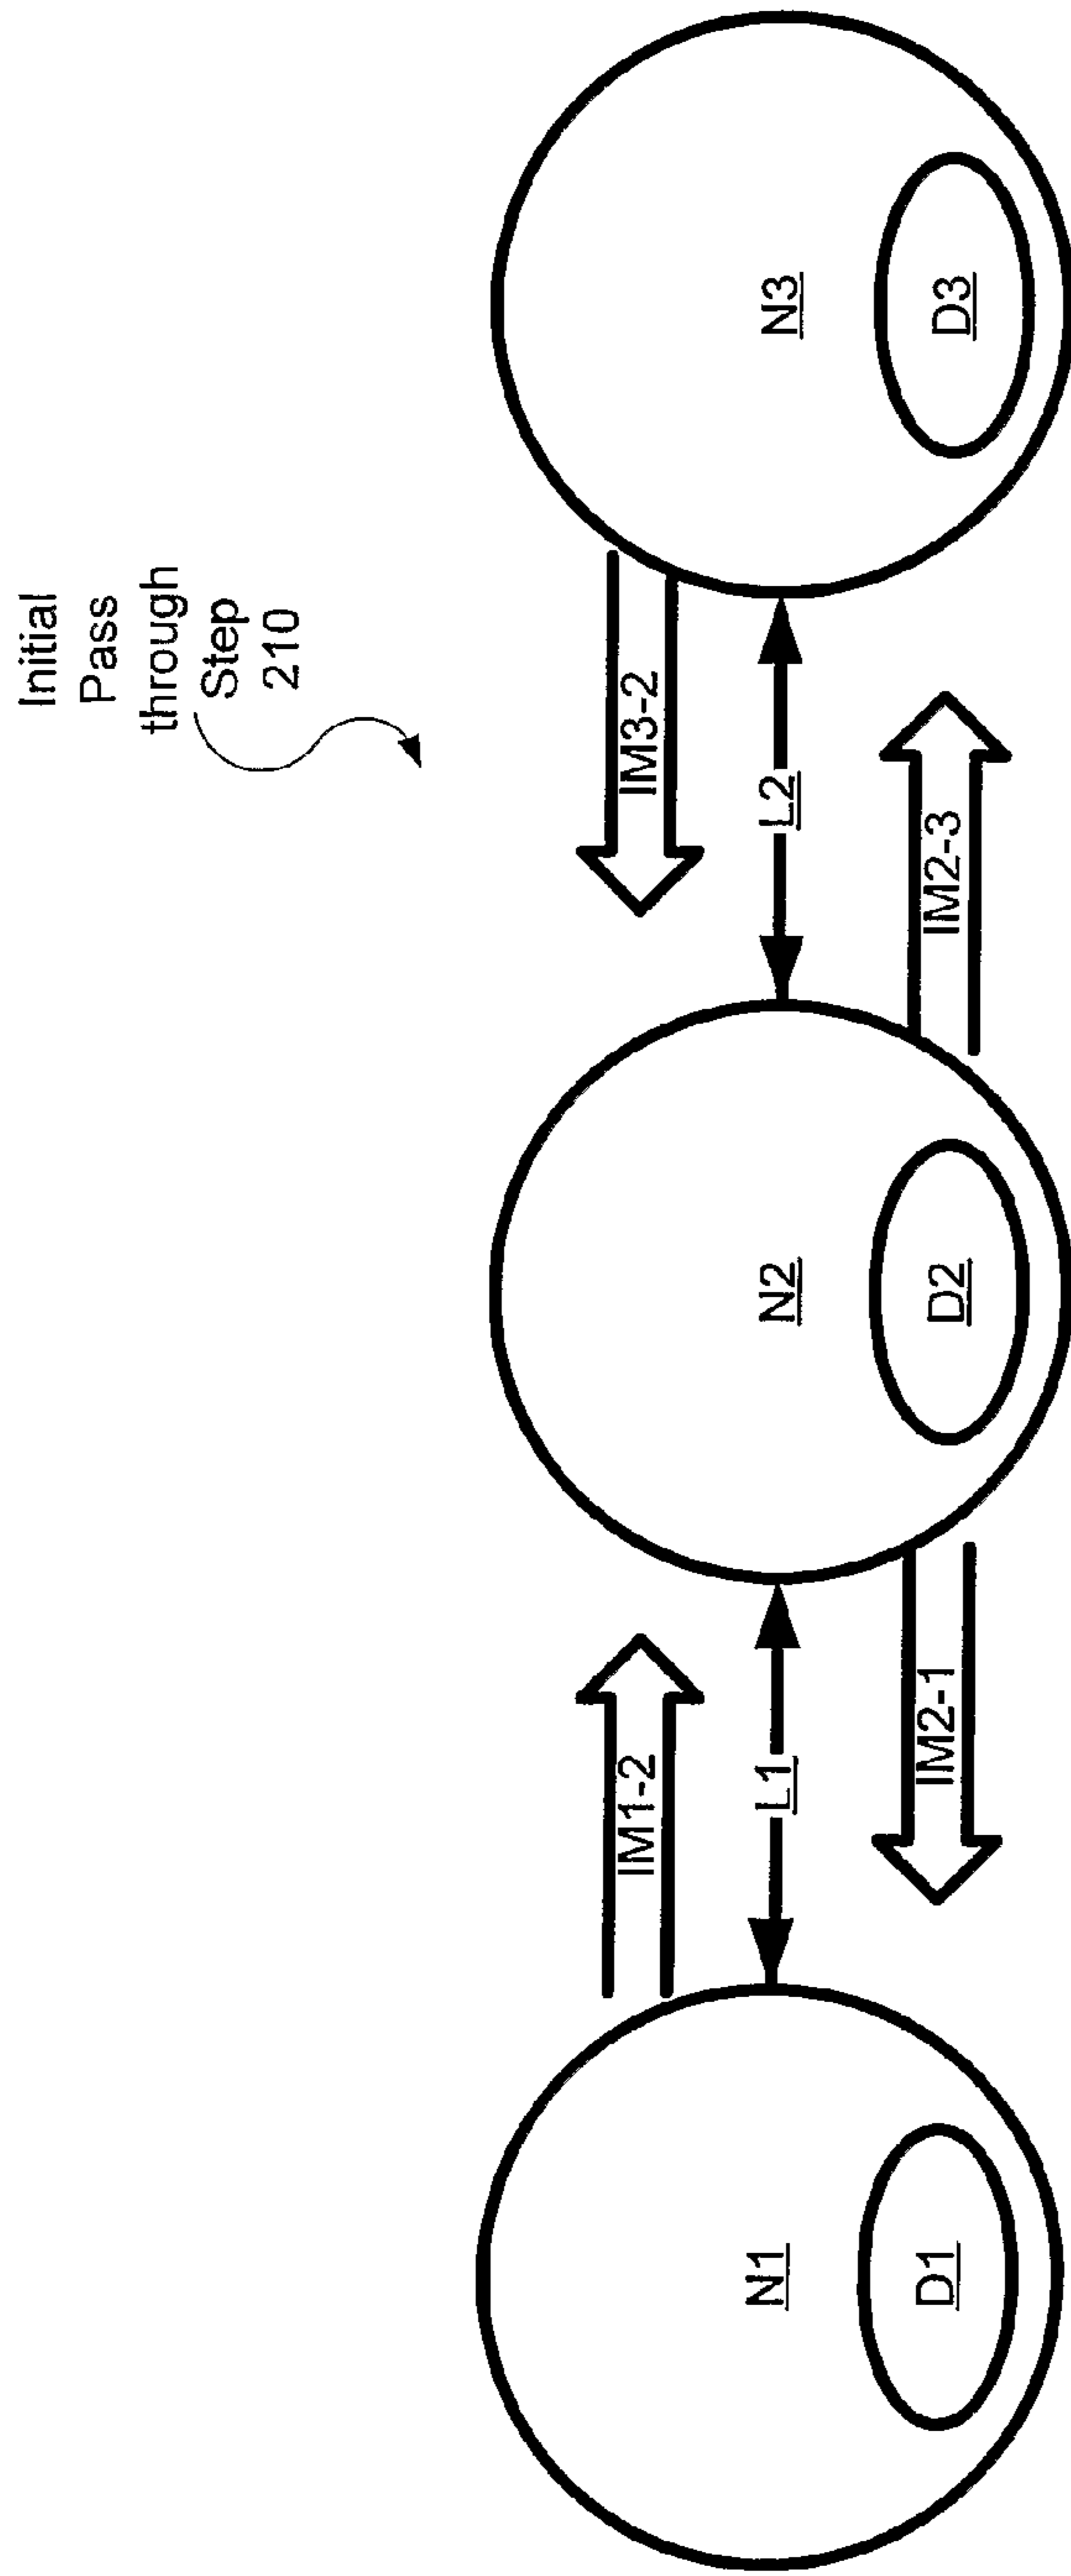 Initial
Pass
through
Step
210
IM1-2
IM3-2
N1
L1
N2
L2
N3
D1
IM2-1
D2
IM2-3
D3